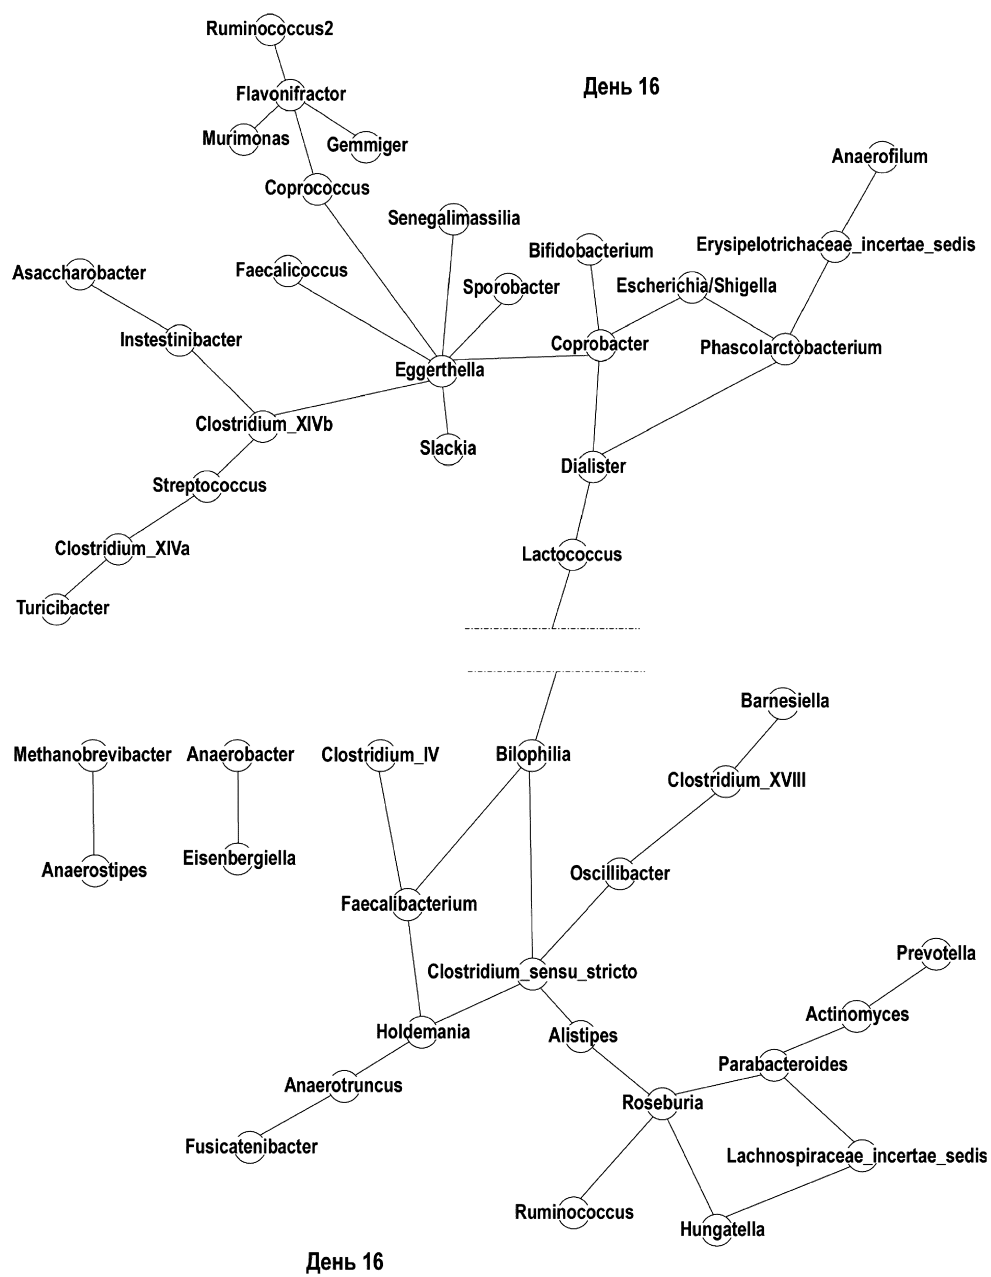 Ruminococcus2
День 16
Flavonifractor
Murimonas
Gemmiger
Anaerofilum
Coprococcus
Senegalimassilia
Bifidobacterium
Erysipelotrichaceae_incertae_sedis
Asaccharobacter
Faecalicoccus
Sporobacter
Escherichia/Shigella
Instestinibacter
Coprobacter
Phascolarctobacterium
Eggerthella
Clostridium_XIVb
Slackia
Dialister
Streptococcus
Clostridium_XIVa
Lactococcus
Turicibacter
Barnesiella
Methanobrevibacter
Anaerobacter
Clostridium_IV
Bilophilia
Clostridium_XVIII
Anaerostipes
Eisenbergiella
Oscillibacter
Faecalibacterium
Prevotella
Clostridium_sensu_stricto
Actinomyces
Holdemania
Alistipes
Parabacteroides
Anaerotruncus
Roseburia
Fusicatenibacter
Lachnospiraceae_incertae_sedis
Ruminococcus
Hungatella
День 16